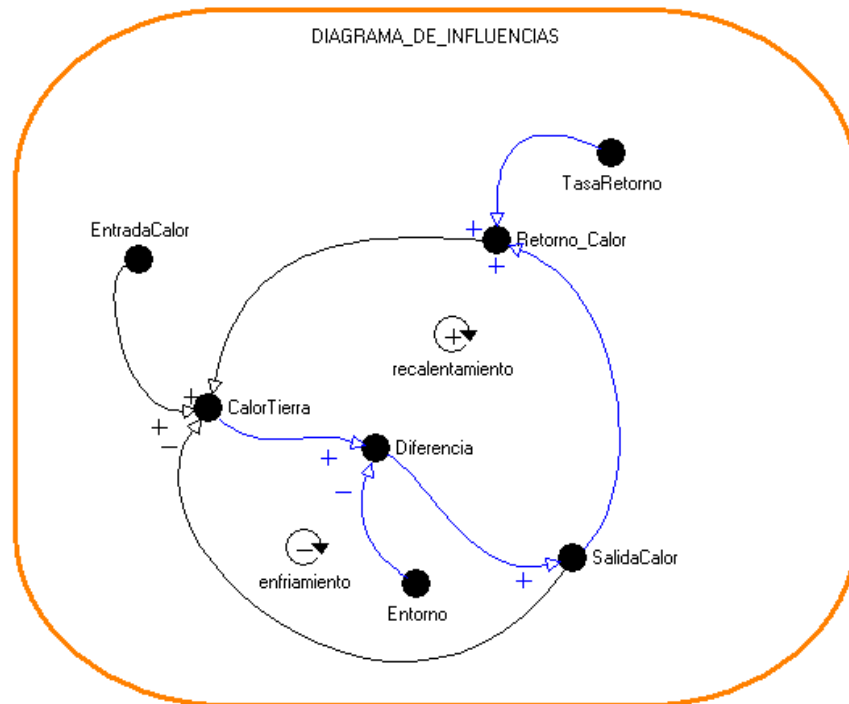 DIAGRAMA_DE_INFLUENCIAS
TasaRetorno
EntradaCalor
+
Retorno_Calor
+
+
recalentamiento
+
CalorTierra
+
−
+
Diferencia
−
−
enfriamiento
+
SalidaCalor
Entorno